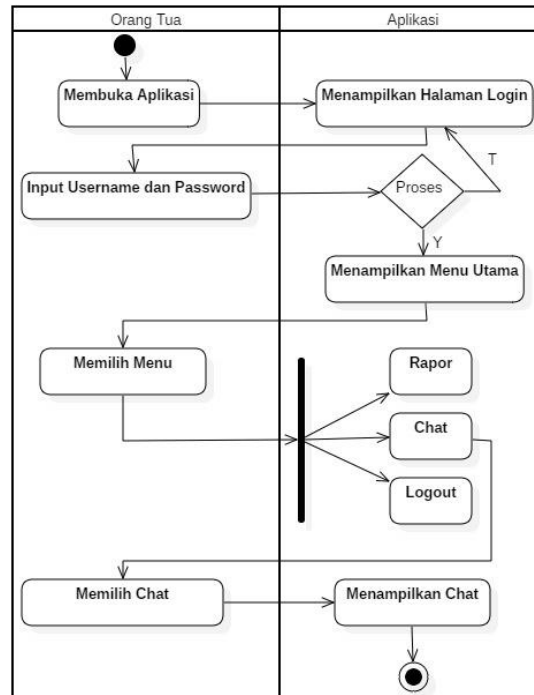 Orang Tua
Aplikasi
Membuka Aplikasi
Menampilkan Halaman Login
Input Username dan Password
Proses
T
Y
Menampilkan Menu Utama
Memilih Menu
Rapor
Chat
Logout
Memilih Chat
Menampilkan Chat